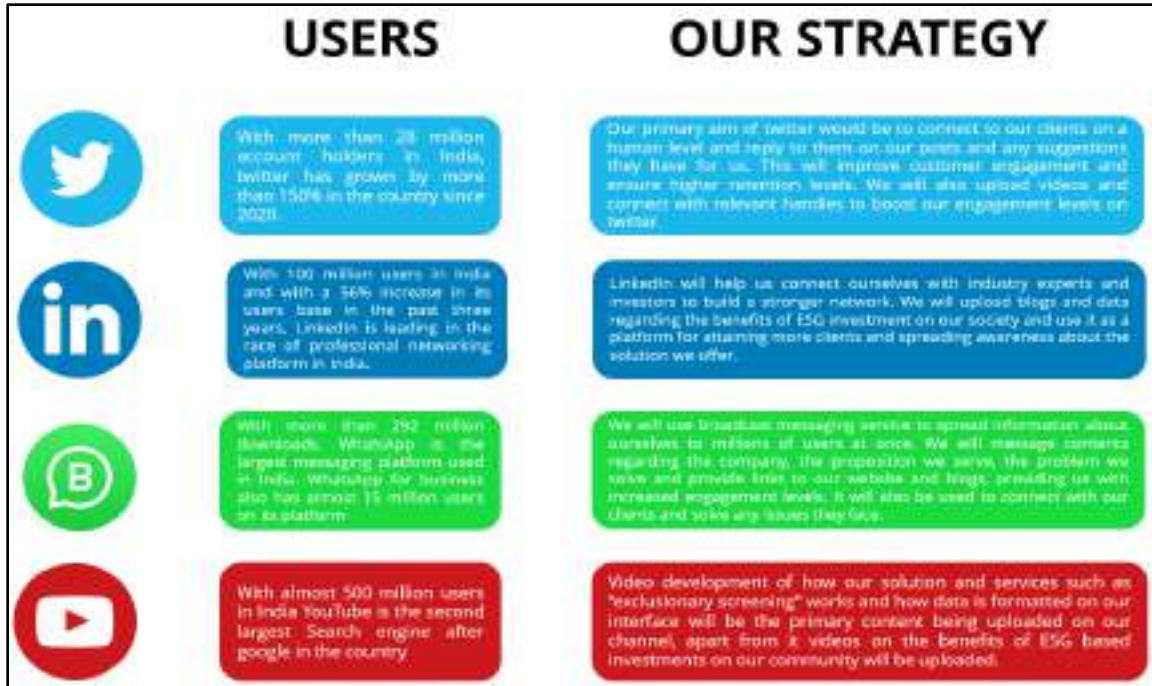 USERS
OUR STRATEGY
With more than 28 million
account holders in India,
twitter has grown by more
than 150% in the country since
2020.
Our primary aim of twitter would be to connect to our clients on a
human level and reply to them on our posts and any suggestions
they have for us. This will improve customer engagement and
ensure higher retention levels. We will also upload videos and
connect with relevant handles to boost our engagement levels on
twitter
in
With 100 million users in India
and with a 56% increase in its
users base in the past three
years, LinkedIn is leading in the
race of professional networking
platform in India.
LinkedIn will help us connect ourselves with industry experts and
investors to build a stronger network. We will upload blogs and data
regarding the benefits of ESG investment on our society and use it as a
platform for attaining more clients and spreading awareness about the
solution we offer.
B
With more than 292 million
downloads, WhatsApp is the
largest messaging platform used
in India. WhatsApp for business
also has almost 15 million users
on its platform
We will use broadcast messaging service to spread information about
ourselves to millions of users at once. We will message contents
regarding the company, the proposition we serve, the problem we
solve and provide links to our website and blogs, providing us with
increased engagement levels. It will also be used to connect with our
clients and solve any issues they face.
With almost 500 million users
in India YouTube is the second
largest Search engine after
google in the country
Video development of how our solution and services such as
"exclusionary screening" works and how data is formatted on our
interface will be the primary content being uploaded on our
channel, apart from it videos on the benefits of ESG based
investments on our community will be uploaded.